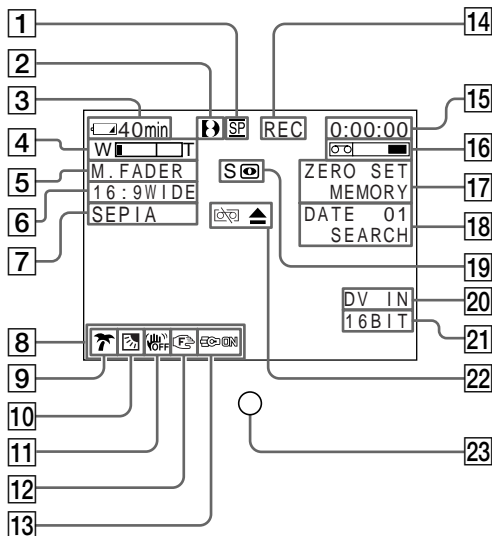 1
2
3
4
5
6
7
8
9
10
11
12
13
14
15
16
17
18
19
20
21
22
23
40min
SP
REC
0:00:00
W T
M.FADER
16:9WIDE
SEPIA
S
ZERO SET
MEMORY
DATE 01
SEARCH
DV IN
16BIT
OFF
F
ON